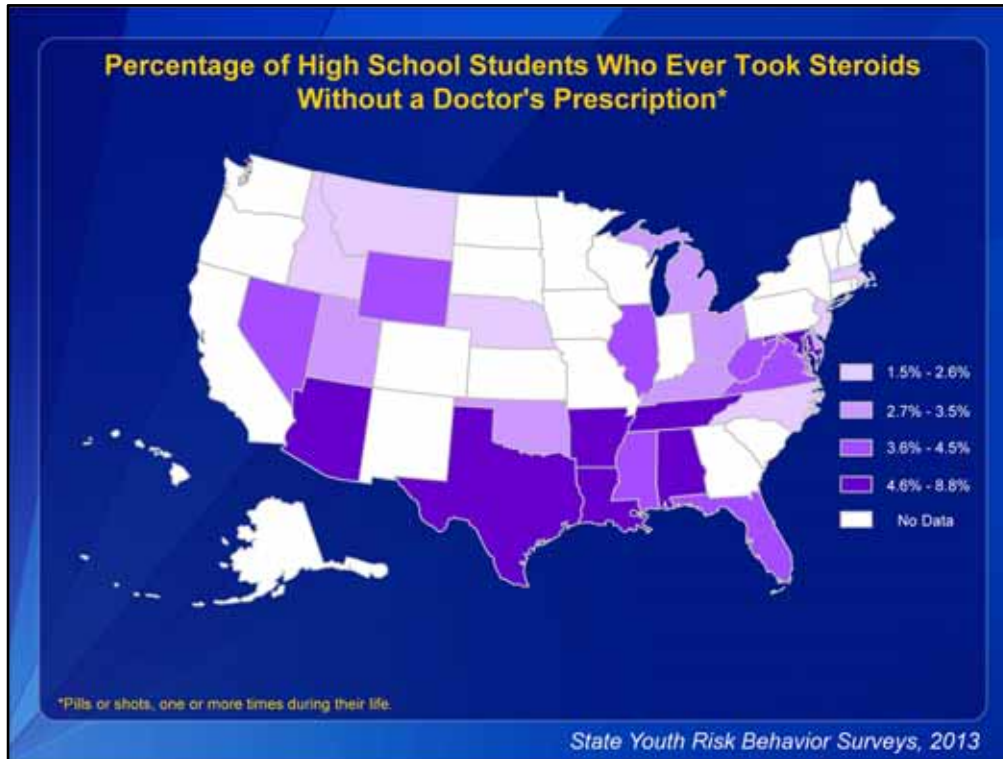 Percentage of High School Students Who Ever Took Steroids
Without a Doctor's Prescription*
1.5% - 2.6%
2.7% - 3.5%
3.6% - 4.5%
4.6% - 8.8%
No Data
*Pills or shots, one or more times during their life.
State Youth Risk Behavior Surveys, 2013